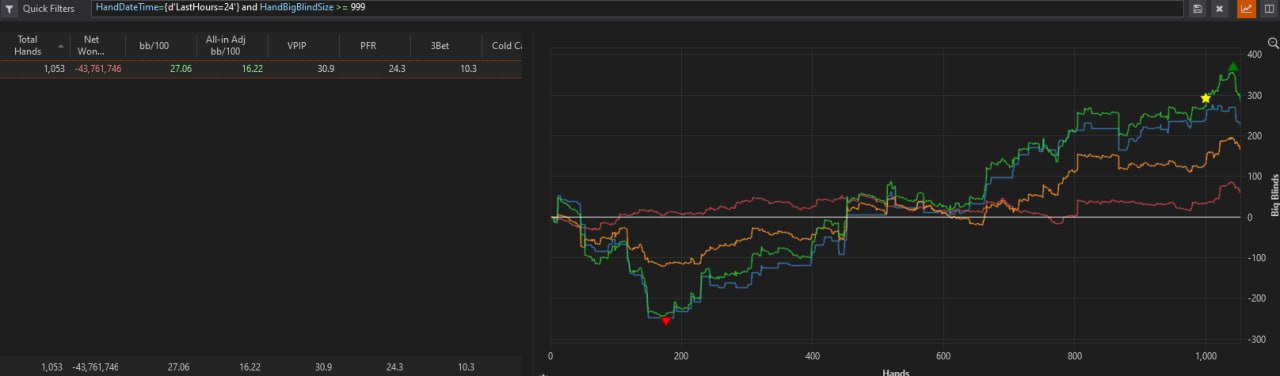 Quick Filters HandDateTime={d'LastHours=24'} and HandBigBlindSize >= 999
Total Hands Net Won... bb/100 All-in Adj bb/100 VPIP PFR 3Bet Cold Ca
1,053 -43,761,746 27.06 16.22 30.9 24.3 10.3
1,053 -43,761,746 27.06 16.22 30.9 24.3 10.3
400
300
200
100
0
-100
-200
-300
Big Blinds
0 200 400 600 800 1,000
Hands